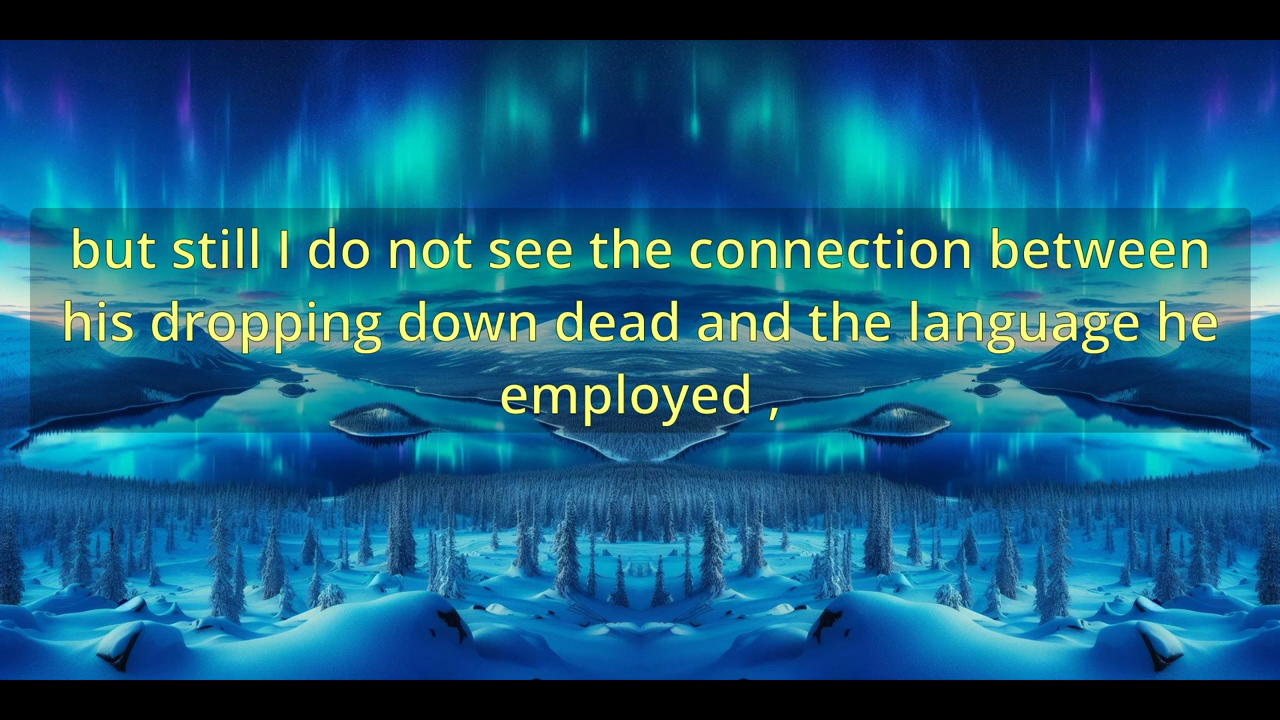 but still I do not see the connection between
his dropping down dead and the language he
employed ,